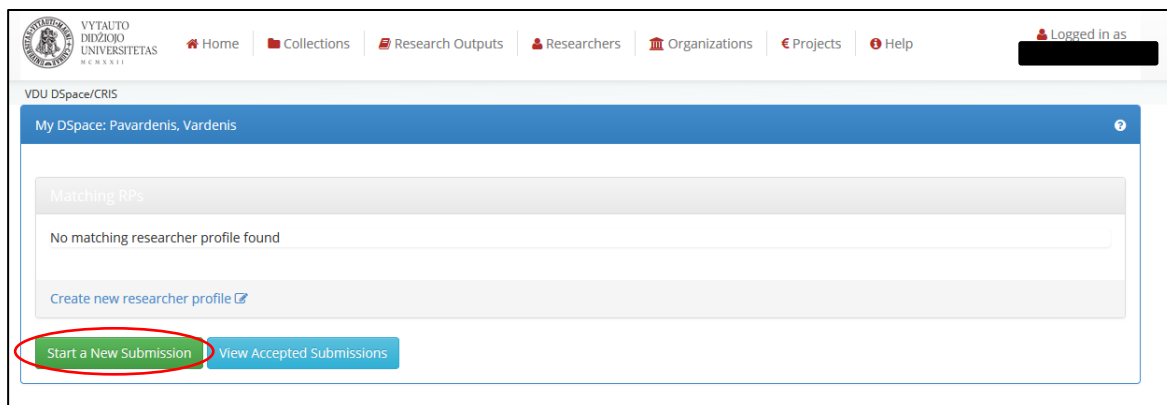 VYTAUTO
DIDŽIOJO
UNIVERSITETAS
MCMXXII
Home Collections Research Outputs Researchers Organizations € Projects Help
Logged in as
VDU DSpace/CRIS
My DSpace: Pavardenis, Vardenis
Matching RPs
No matching researcher profile found
Create new researcher profile
Start a New Submission View Accepted Submissions